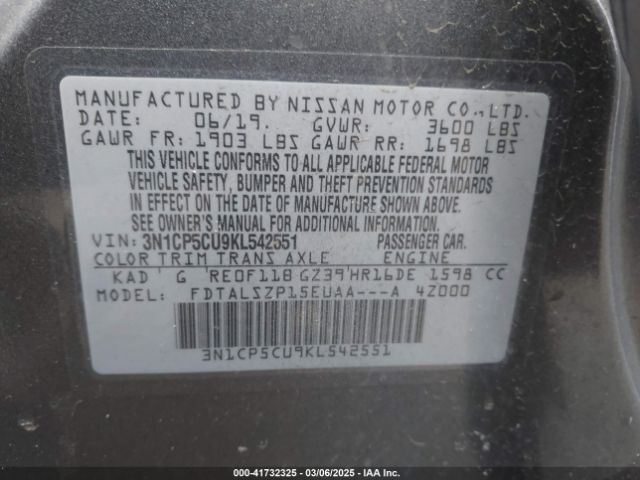 MANUFACTURED BY NISSAN MOTOR CO.,LTD.
DATE: 06/19. GVWR: 3600 LBS
GAWR FR: 1903 LBS GAWR RR: 1698 LBS
THIS VEHICLE CONFORMS TO ALL APPLICABLE FEDERAL MOTOR
VEHICLE SAFETY, BUMPER AND THEFT PREVENTION STANDARDS
IN EFFECT ON THE DATE OF MANUFACTURE SHOWN ABOVE.
SEE OWNER'S MANUAL FOR ADDITIONAL INFORMATION.
VIN: 3N1CP5CU9KL542551 PASSENGER CAR.
COLOR TRIM TRANS AXLE ENGINE
KAD G RE0F11B GZ39 HR16DE 1598 CC
MODEL: FDTALSZP15EUAA---A 4Z000
3N1CP5CU9KL542551
000-41732325 | 03/06/2025 | IAA Inc.